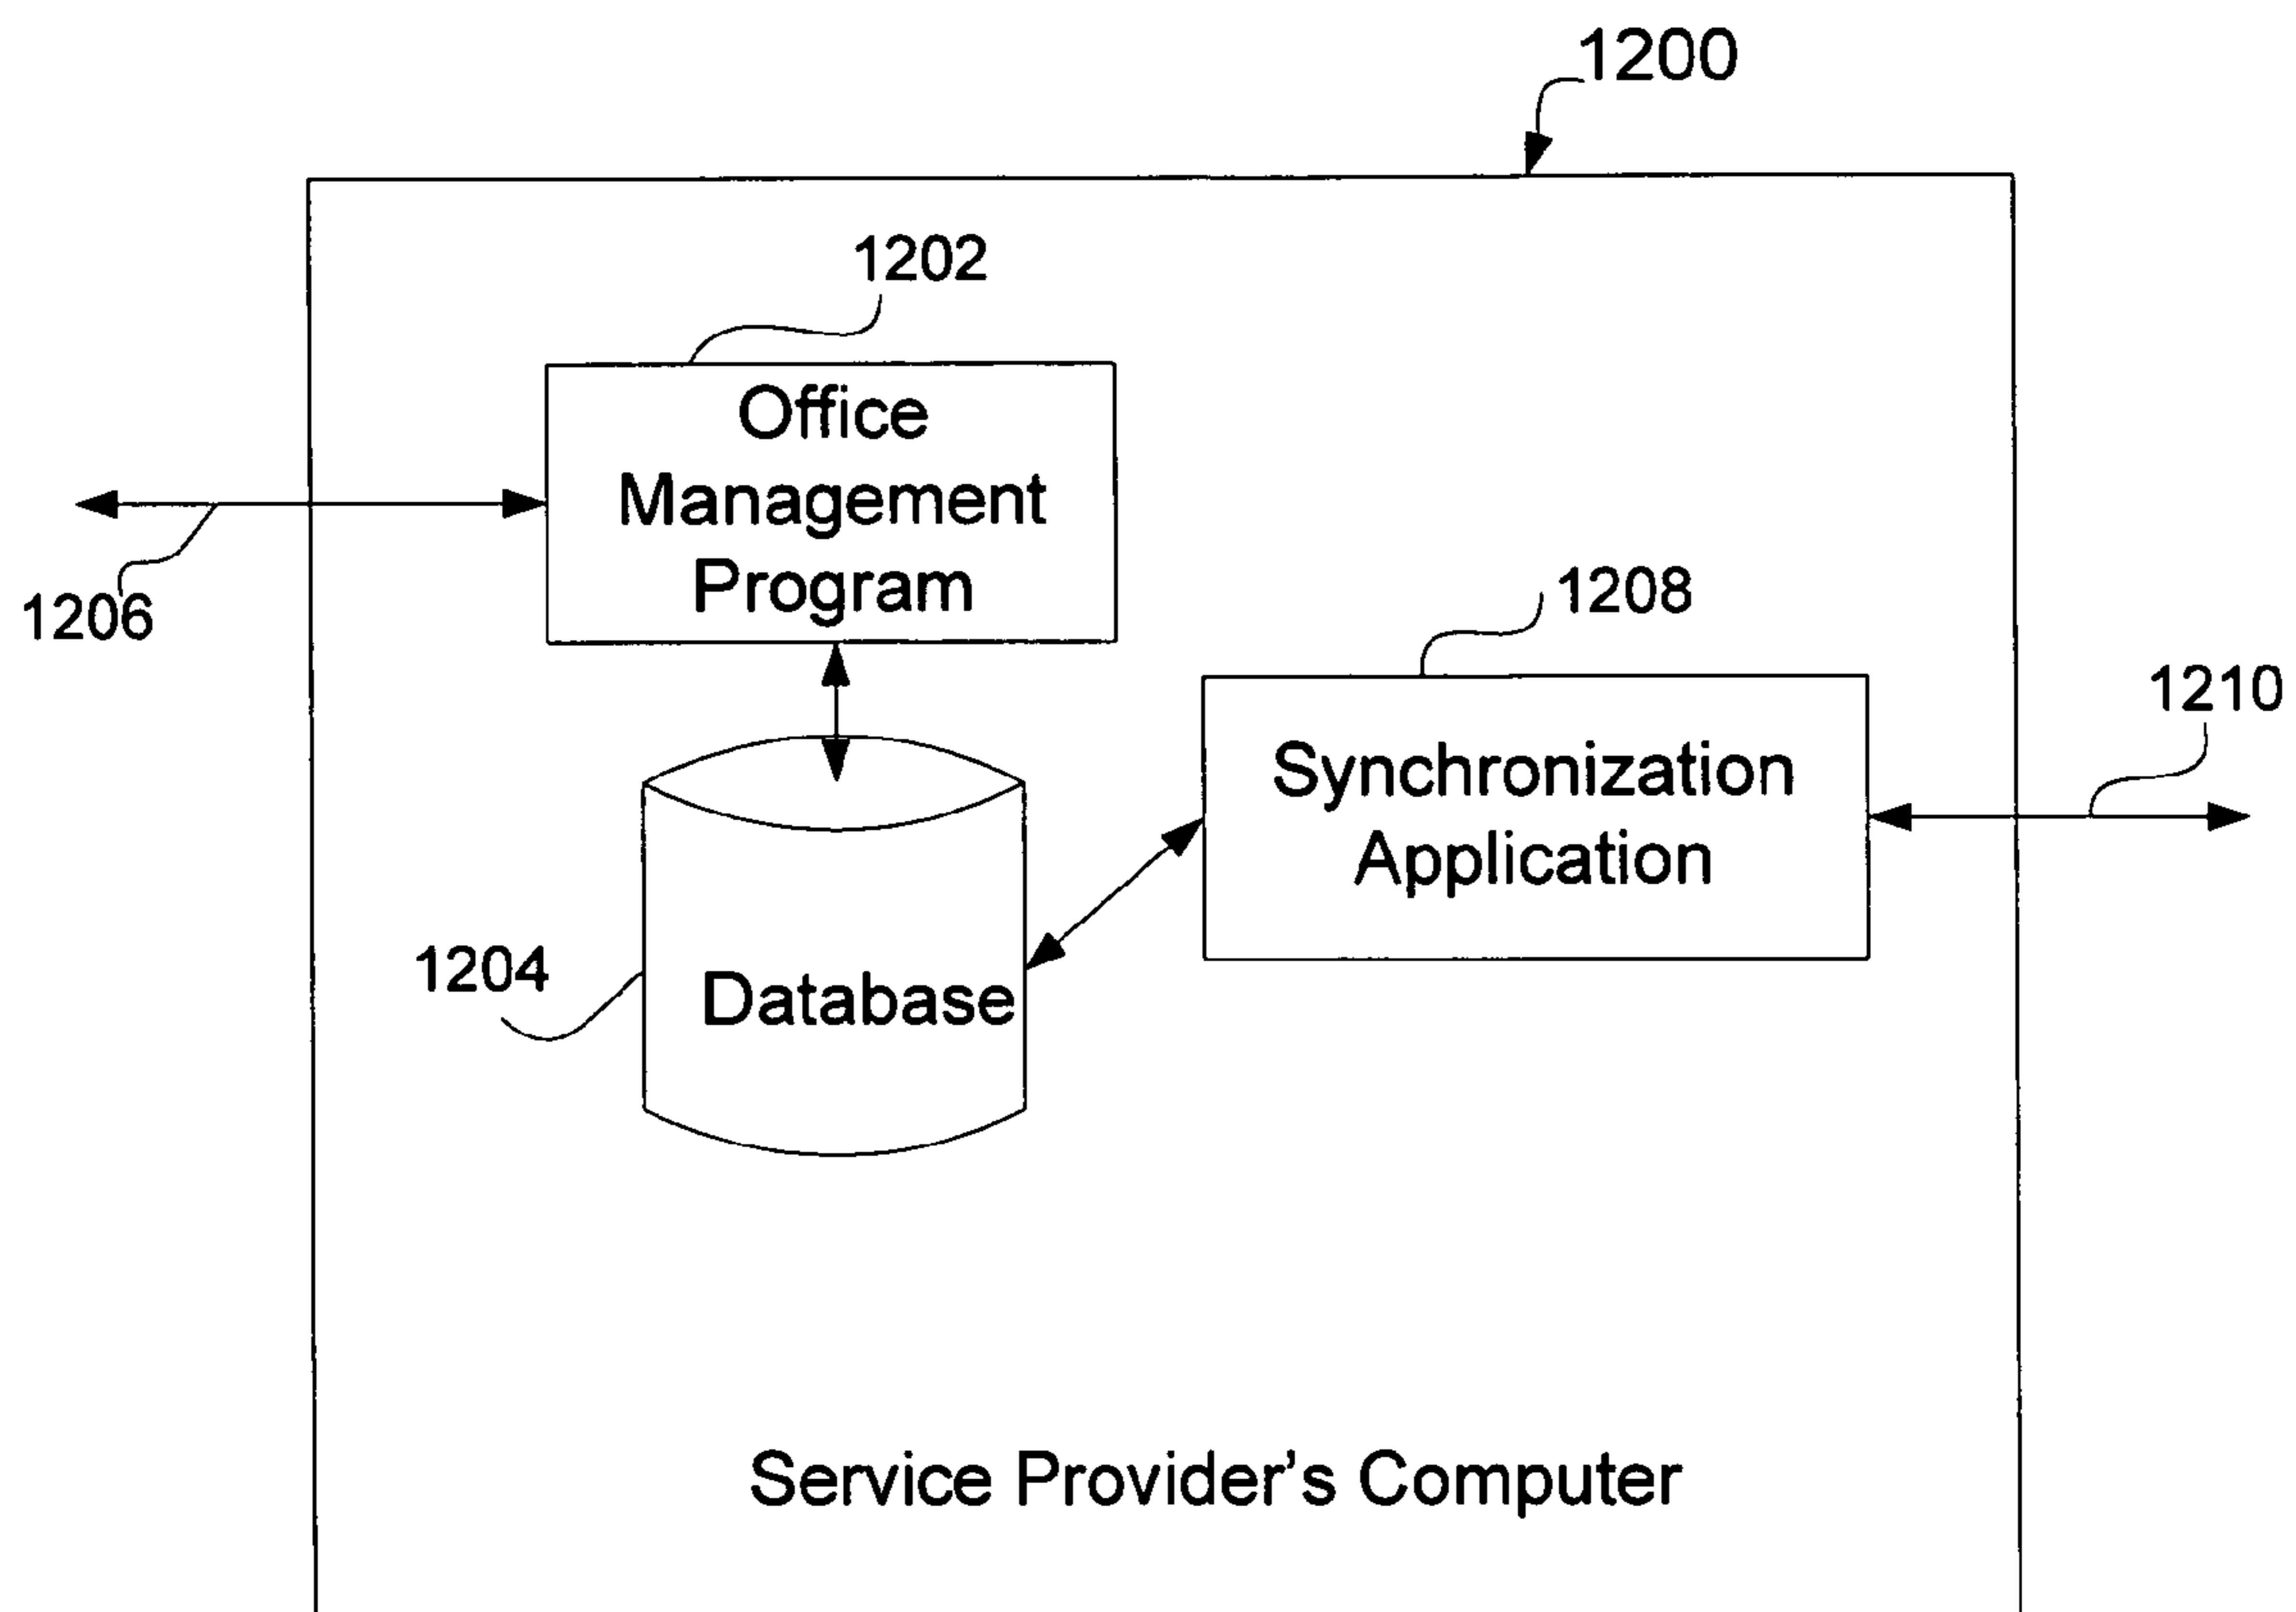 1200
1202
Office
Management
Program
1206
1208
1210
Synchronization
Application
1204
Database
Service Provider's Computer